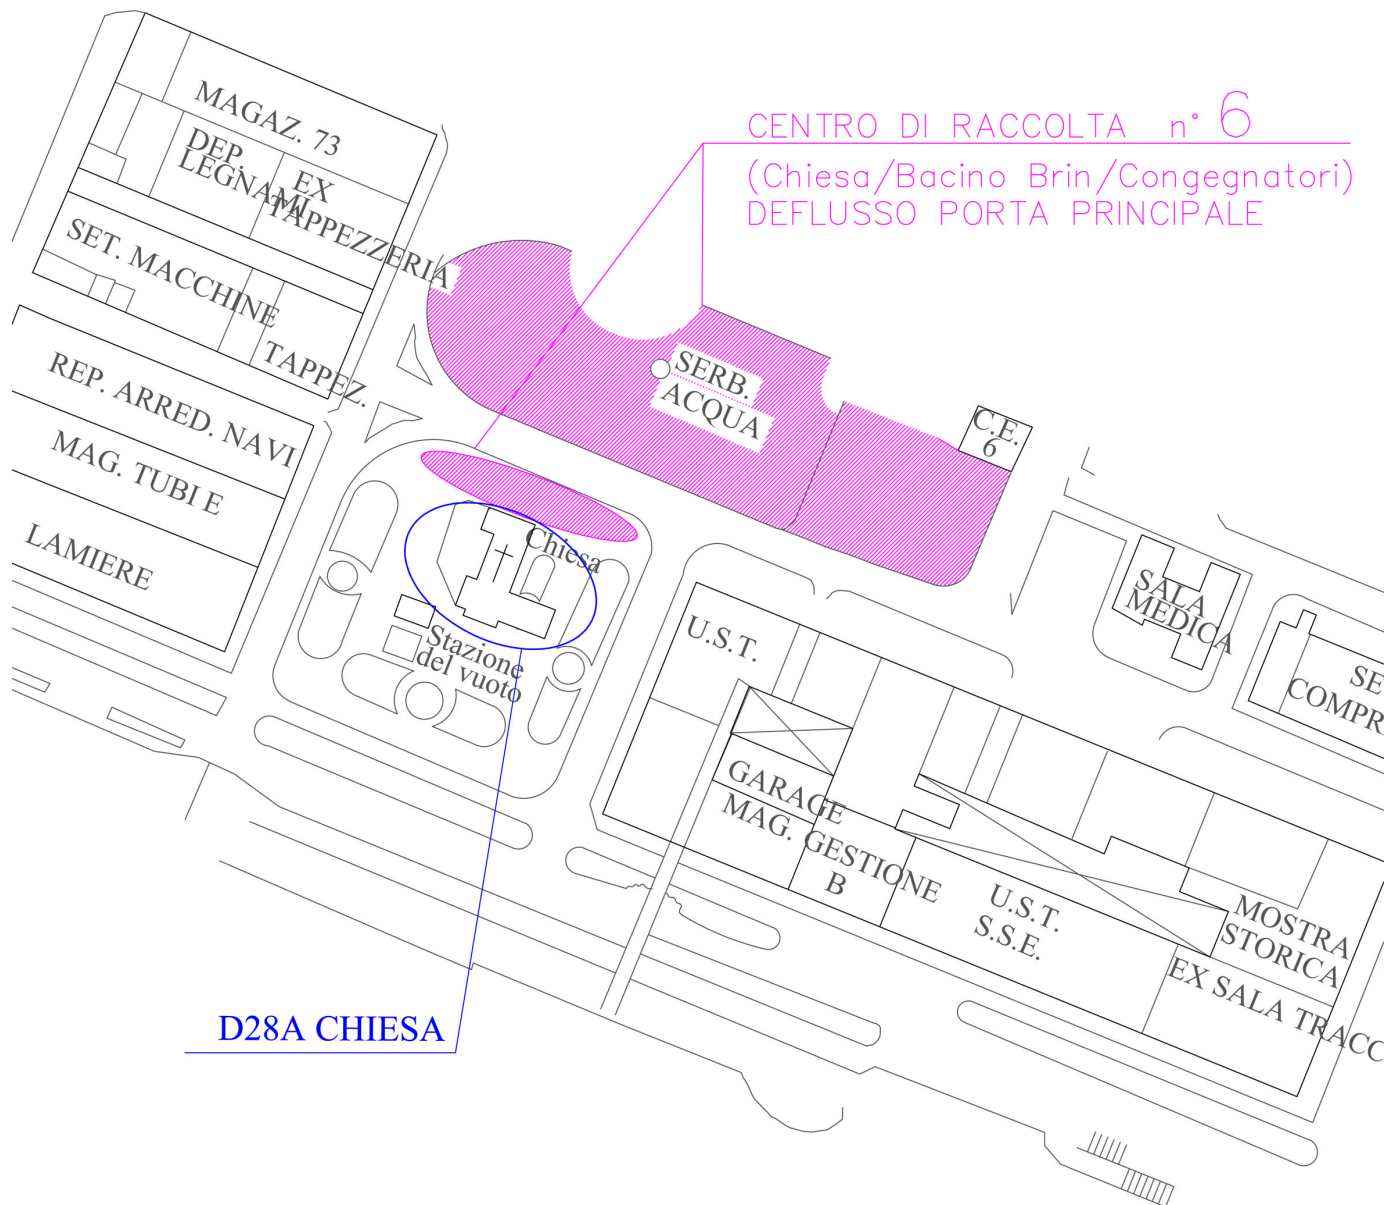 MAGAZ. 73
DEP.
LEGNAMI
EX
TAPPEZZERIA
SET. MACCHINE
TAPPEZ.
REP. ARRED. NAVI
MAG. TUBI E
LAMIERE
CENTRO DI RACCOLTA n° 6
(Chiesa/Bacino Brin/Congegnatori)
DEFLUSSO PORTA PRINCIPALE
SERB.
ACQUA
C.E.
6
Chiesa
Stazione
del vuoto
SALA
MEDICA
U.S.T.
GARAGE
MAG. GESTIONE
B
U.S.T.
S.S.E.
MOSTRA
STORICA
EX SALA TRACC
SE
COMPR
D28A CHIESA